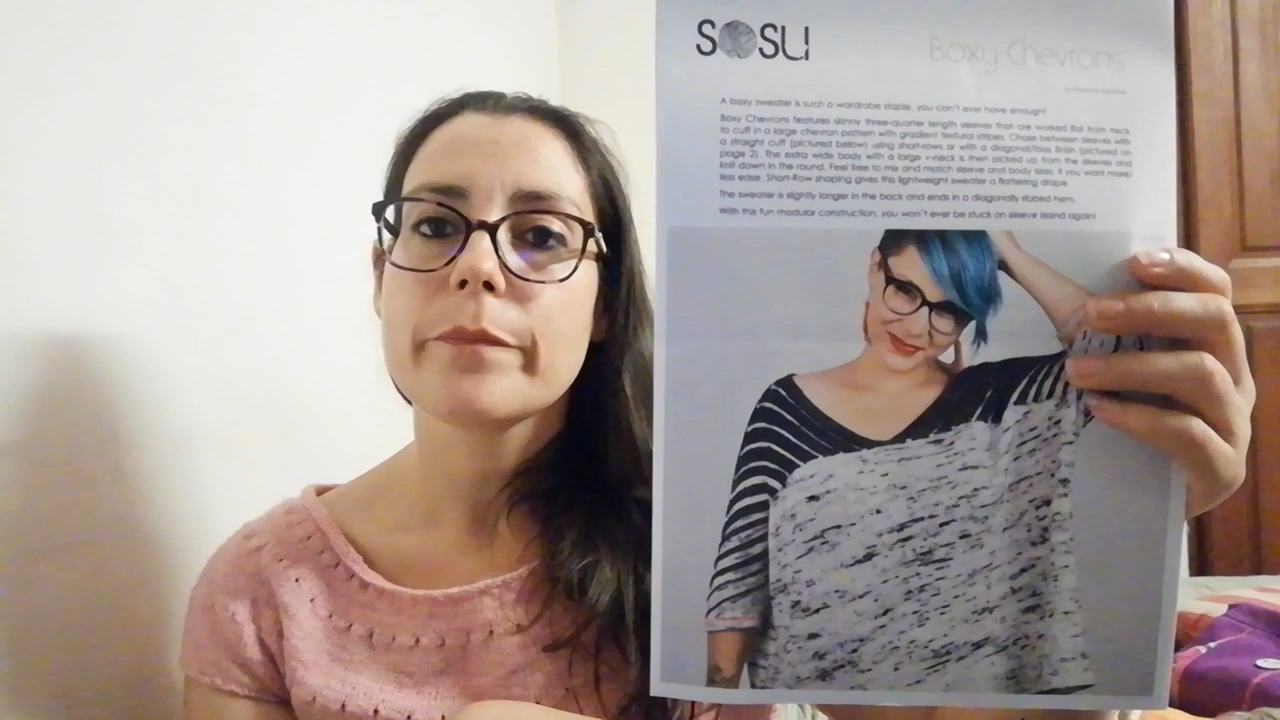 SOSU
Boxy Chevrons
A boxy sweater is such a wardrobe staple, you can't ever have enough!
Boxy Chevrons features skinny three-quarter length sleeves that are worked flat from neck
to cuff in a large chevron pattern with gradient textural stripes. Chose between sleeves with
a straight cuff (pictured below) using short-rows or with a diagonal/bias finish (pictured on
page 2). The extra wide body with a large v-neck is then picked up from the sleeves and
knit down in the round. Feel free to mix and match sleeve and body sizes, if you want more/
less ease. Short-Row shaping gives this lightweight sweater a flattering drape.
The sweater is slightly longer in the back and ends in a diagonally ribbed hem.
With this fun modular construction, you won't ever be stuck on sleeve island again!